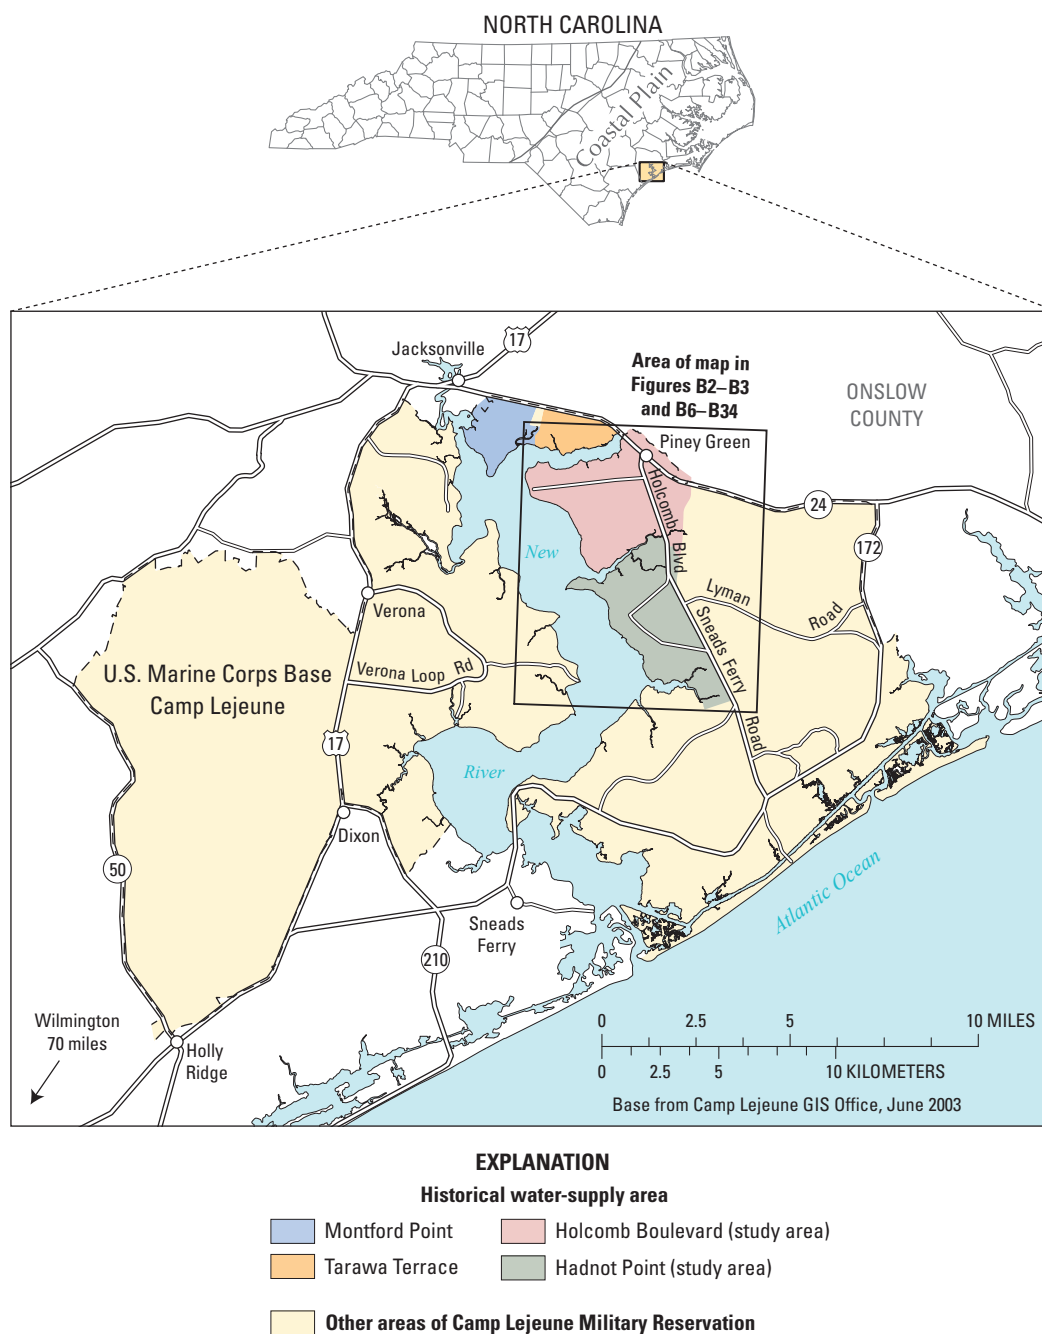 NORTH CAROLINA
Coastal Plain
Jacksonville
17
Area of map in
Figures B2–B3
and B6–B34
ONSLOW
COUNTY
Piney Green
24
172
Holcomb Blvd
New
Lyman
Road
Verona
Sneads Ferry
Road
Verona Loop Rd
U.S. Marine Corps Base
Camp Lejeune
17
River
Dixon
50
Atlantic Ocean
Sneads
Ferry
210
Wilmington
70 miles
Holly
Ridge
0 2.5 5 10 MILES
0 2.5 5 10 KILOMETERS
Base from Camp Lejeune GIS Office, June 2003
EXPLANATION
Historical water-supply area
Montford Point
Holcomb Boulevard (study area)
Tarawa Terrace
Hadnot Point (study area)
Other areas of Camp Lejeune Military Reservation